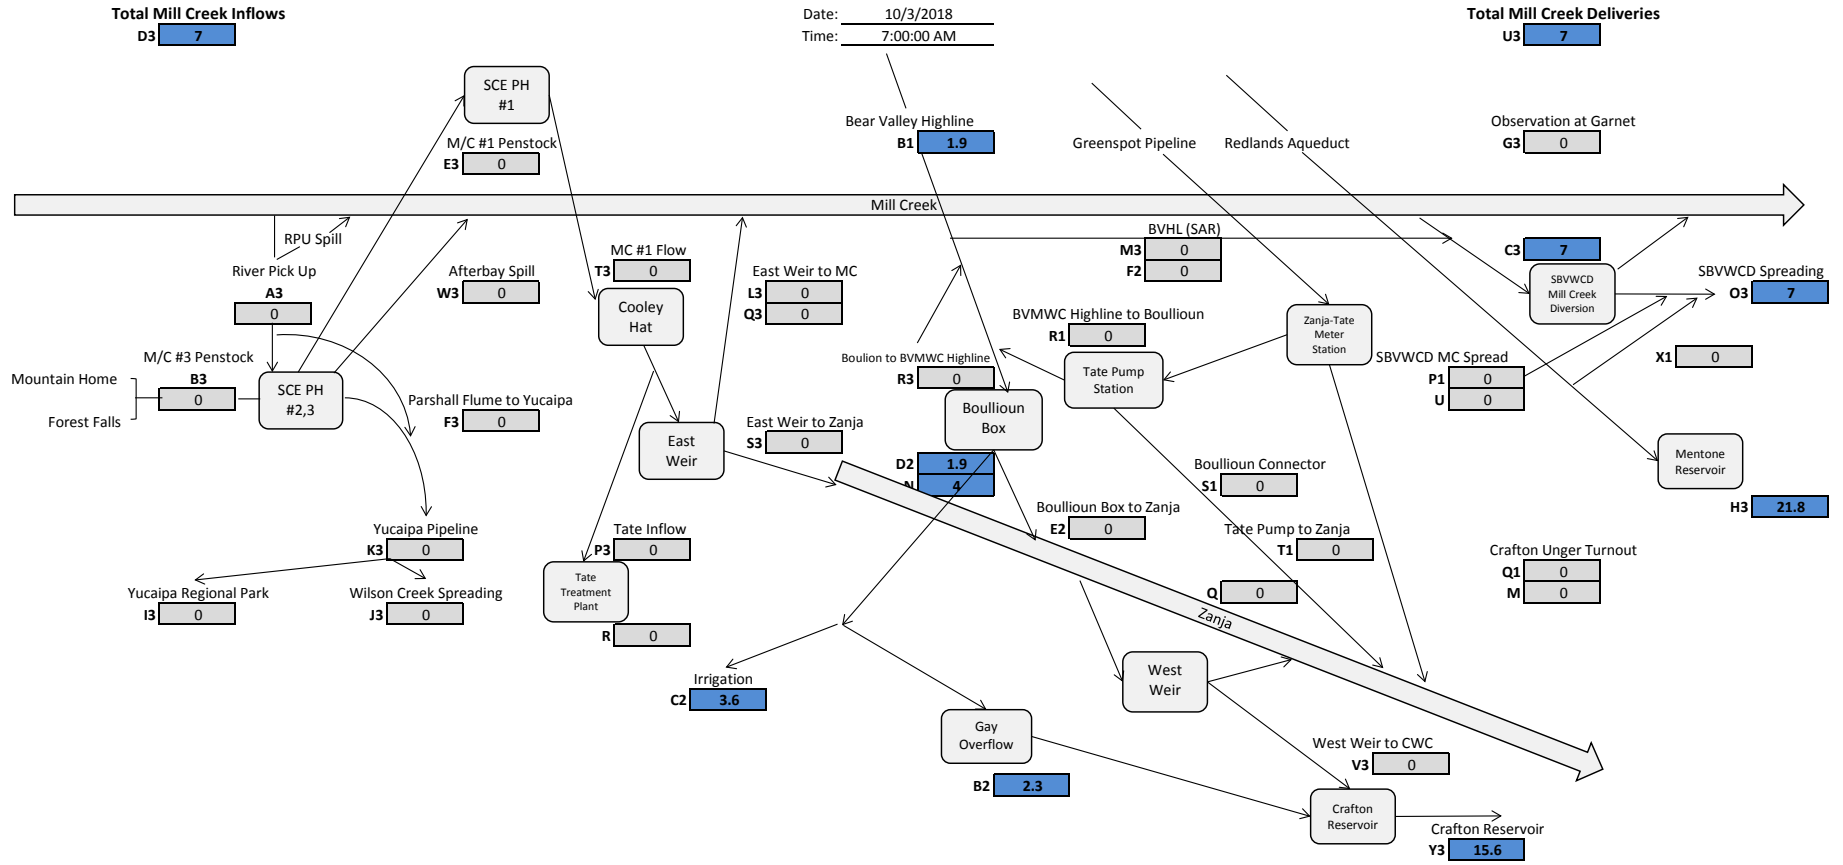 Total Mill Creek Inflows
D3 7
Date: 10/3/2018
Time: 7:00:00 AM
Total Mill Creek Deliveries
U3 7
SCE PH
#1
M/C #1 Penstock
E3 0
Bear Valley Highline
B1 1.9
Greenspot Pipeline
Redlands Aqueduct
Observation at Garnet
G3 0
Mill Creek
RPU Spill
River Pick Up
A3
0
Afterbay Spill
W3 0
MC #1 Flow
T3 0
Cooley
Hat
East Weir to MC
L3 0
Q3 0
BVHL (SAR)
M3 0
F2 0
C3 7
SBVWCD
Mill Creek
Diversion
SBVWCD Spreading
O3 7
BVMWC Highline to Boullioun
R1 0
Zanja-Tate
Meter
Station
Boulion to BVMWC Highline
R3 0
Tate Pump
Station
SBVWCD MC Spread
P1 0
U 0
X1 0
Mountain Home
Forest Falls
M/C #3 Penstock
B3
0
SCE PH
#2,3
Parshall Flume to Yucaipa
F3 0
East
Weir
East Weir to Zanja
S3 0
Boullioun
Box
D2 1.9
N 4
Boullioun Connector
S1 0
Mentone
Reservoir
H3 21.8
Boullioun Box to Zanja
E2 0
Tate Pump to Zanja
T1 0
Yucaipa Pipeline
K3 0
Tate Inflow
P3 0
Tate
Treatment
Plant
R 0
Crafton Unger Turnout
Q1 0
M 0
Yucaipa Regional Park
I3 0
Wilson Creek Spreading
J3 0
Q 0
Zanja
Irrigation
C2 3.6
West
Weir
Gay
Overflow
B2 2.3
West Weir to CWC
V3 0
Crafton
Reservoir
Crafton Reservoir
Y3 15.6